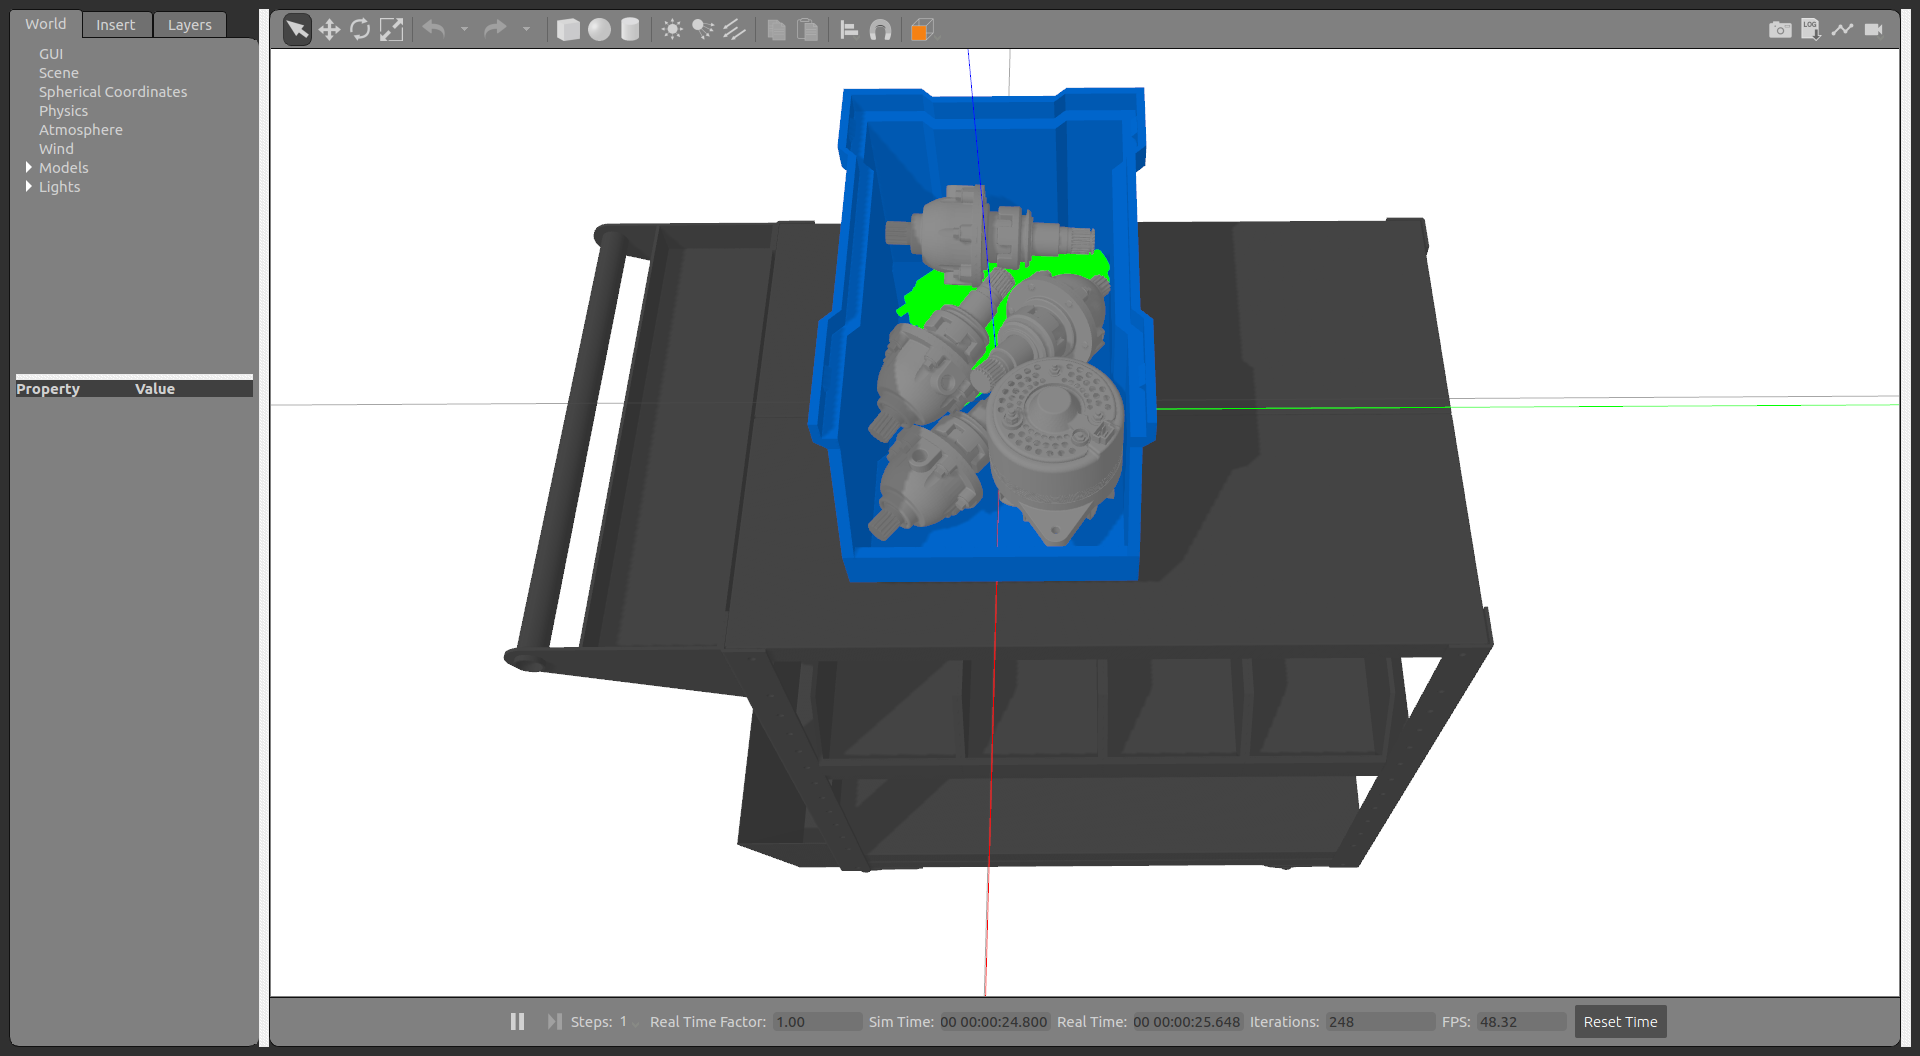 World Insert Layers
GUI
Scene
Spherical Coordinates
Physics
Atmosphere
Wind
Models
Lights
Property Value
LOG
Steps: 1 Real Time Factor: 1.00 Sim Time: 00 00:00:24.800 Real Time: 00 00:00:25.648 Iterations: 248 FPS: 48.32 Reset Time